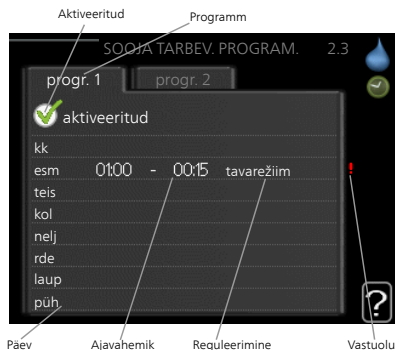 Aktiveeritud
Programm
SOOJA TARBEV. PROGRAM. 2.3
progr. 1 progr. 2
aktiveeritud
kk
esm 01:00 - 00:15 tavarežiim !
teis
kol
nelj
rde
laup
püh
?
Päev Ajavahemik Reguleerimine Vastuolu